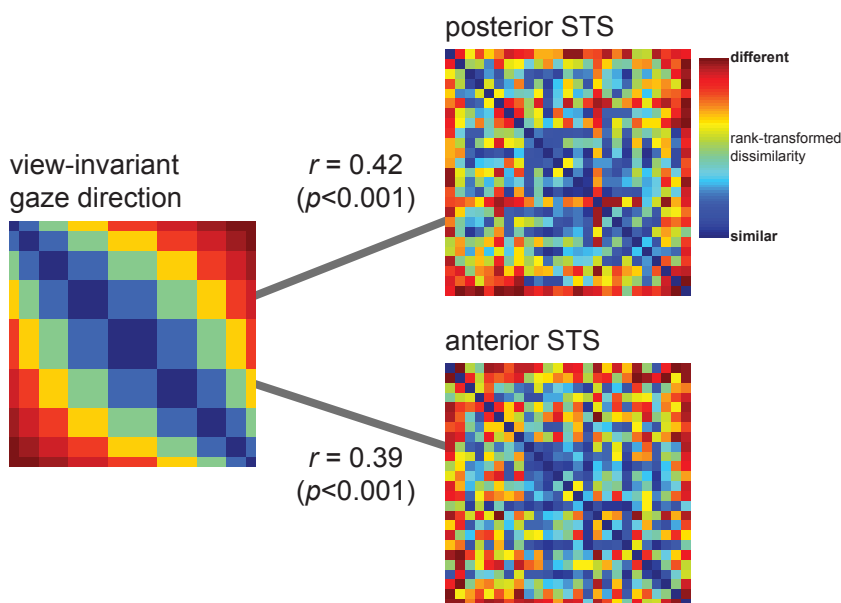 posterior STS
different
rank-transformed
dissimilarity
similar
view-invariant
gaze direction
r = 0.42
(p<0.001)
anterior STS
r = 0.39
(p<0.001)